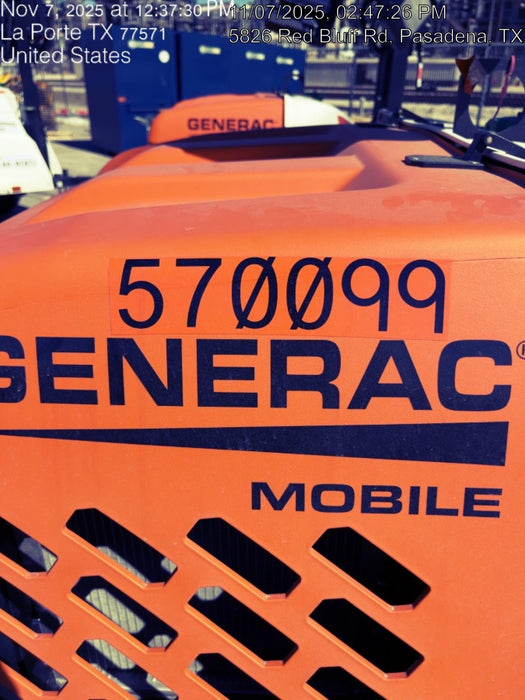 Nov 7, 2025 at 12:37:30 PM
11/07/2025, 02:47:26 PM
La Porte TX 77571
5826 Red Bluff Rd, Pasadena, TX
United States
GENERAC
570099
GENERAC®
MOBILE